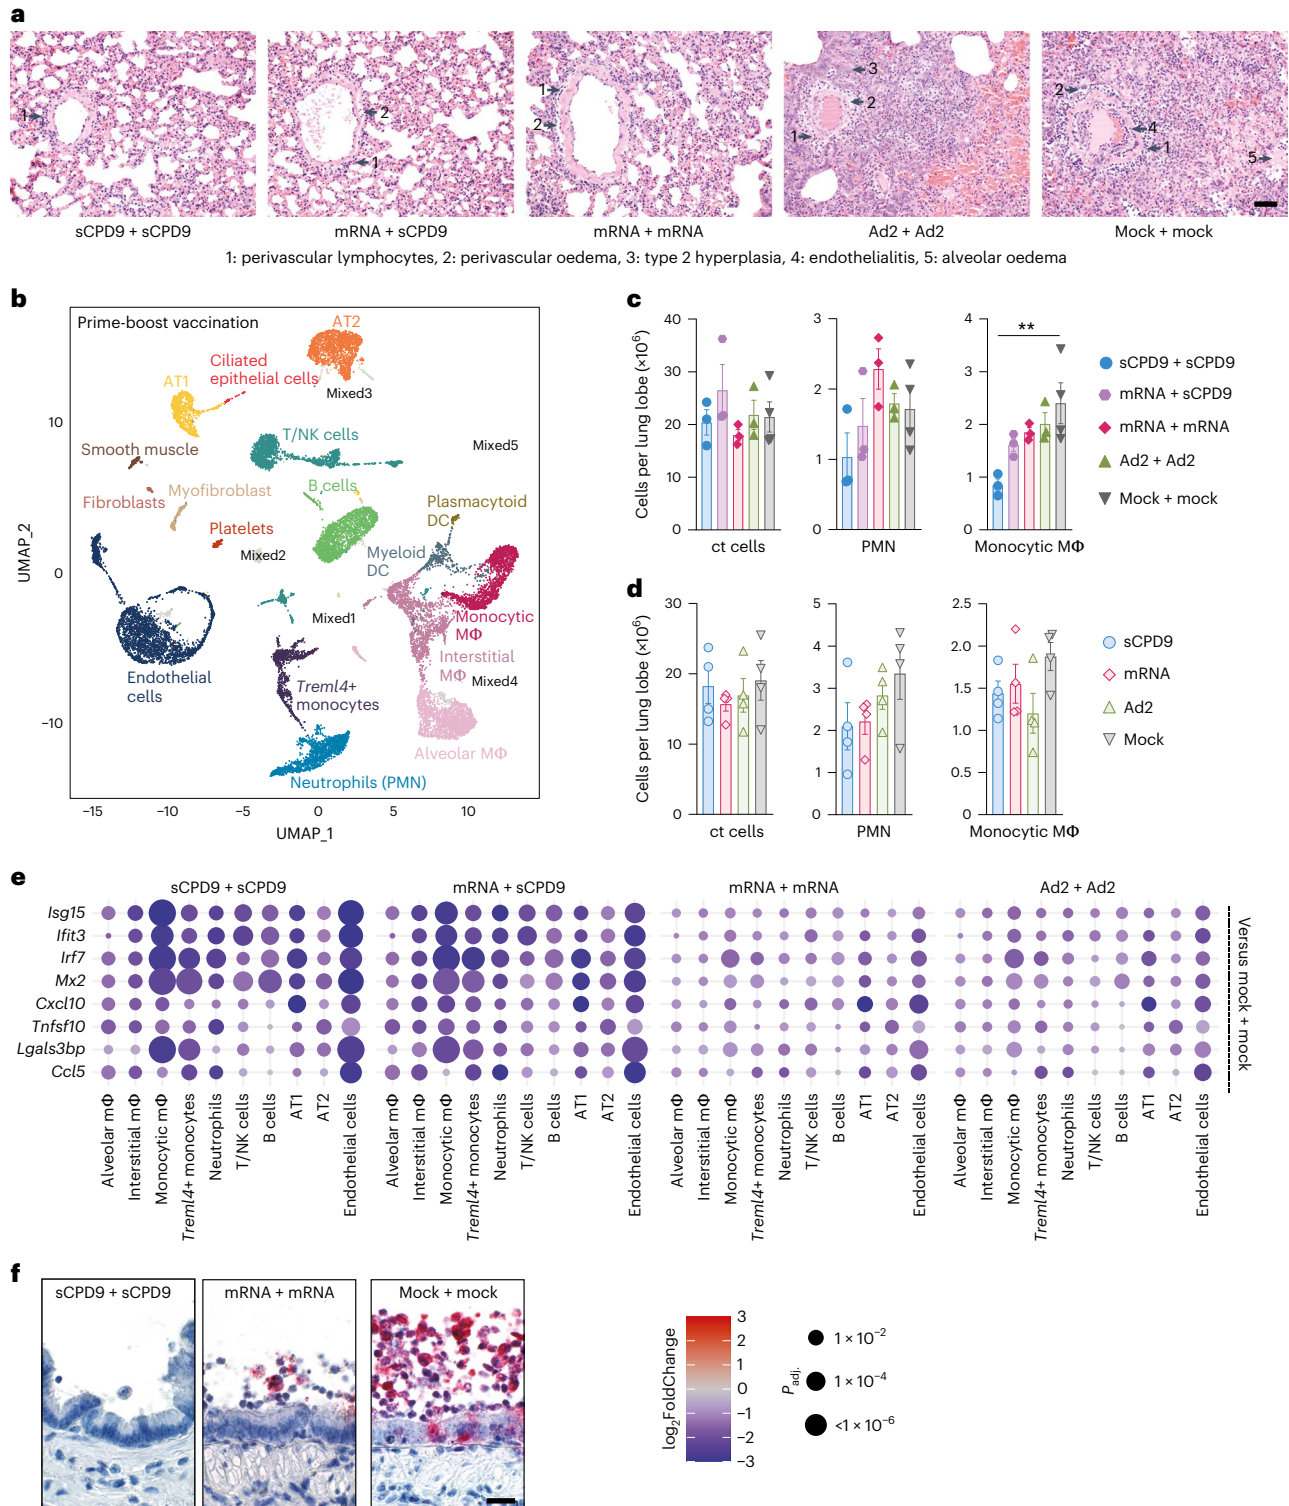 a
1
2
1
1
2
3
2
1
2
4
1
5
sCPD9 + sCPD9
mRNA + sCPD9
mRNA + mRNA
Ad2 + Ad2
Mock + mock
1: perivascular lymphocytes, 2: perivascular oedema, 3: type 2 hyperplasia, 4: endothelialitis, 5: alveolar oedema
b
Prime-boost vaccination
AT2
Ciliated
epithelial cells
AT1
Mixed3
T/NK cells
Mixed5
Smooth muscle
B cells
Fibroblasts
Myofibroblast
Plasmacytoid
DC
Platelets
Mixed2
Myeloid
DC
Mixed1
Monocytic
MΦ
Interstitial
MΦ
Mixed4
Endothelial
cells
Treml4+
monocytes
Alveolar MΦ
Neutrophils (PMN)
10
0
−10
UMAP_2
−15
−10
−5
0
5
10
UMAP_1
c
Cells per lung lobe (×10⁶)
40
30
20
10
0
ct cells
3
2
1
0
PMN
4
3
2
1
0
**
Monocytic MΦ
sCPD9 + sCPD9
mRNA + sCPD9
mRNA + mRNA
Ad2 + Ad2
Mock + mock
d
Cells per lung lobe (×10⁶)
30
20
10
0
ct cells
5
4
3
2
1
0
PMN
2.5
2.0
1.5
1.0
0.5
0
Monocytic MΦ
sCPD9
mRNA
Ad2
Mock
e
sCPD9 + sCPD9
mRNA + sCPD9
mRNA + mRNA
Ad2 + Ad2
Isg15
Ifit3
Irf7
Mx2
Cxcl10
Tnfsf10
Lgals3bp
Ccl5
Versus mock + mock
Alveolar mΦ
Interstitial mΦ
Monocytic mΦ
Treml4+ monocytes
Neutrophils
T/NK cells
B cells
AT1
AT2
Endothelial cells
Alveolar mΦ
Interstitial mΦ
Monocytic mΦ
Treml4+ monocytes
Neutrophils
T/NK cells
B cells
AT1
AT2
Endothelial cells
Alveolar mΦ
Interstitial mΦ
Monocytic mΦ
Treml4+ monocytes
Neutrophils
T/NK cells
B cells
AT1
AT2
Endothelial cells
Alveolar mΦ
Interstitial mΦ
Monocytic mΦ
Treml4+ monocytes
Neutrophils
T/NK cells
B cells
AT1
AT2
Endothelial cells
f
sCPD9 + sCPD9
mRNA + mRNA
Mock + mock
log₂FoldChange
3
2
1
0
−1
−2
−3
P adj.
1 × 10⁻²
1 × 10⁻⁴
<1 × 10⁻⁶